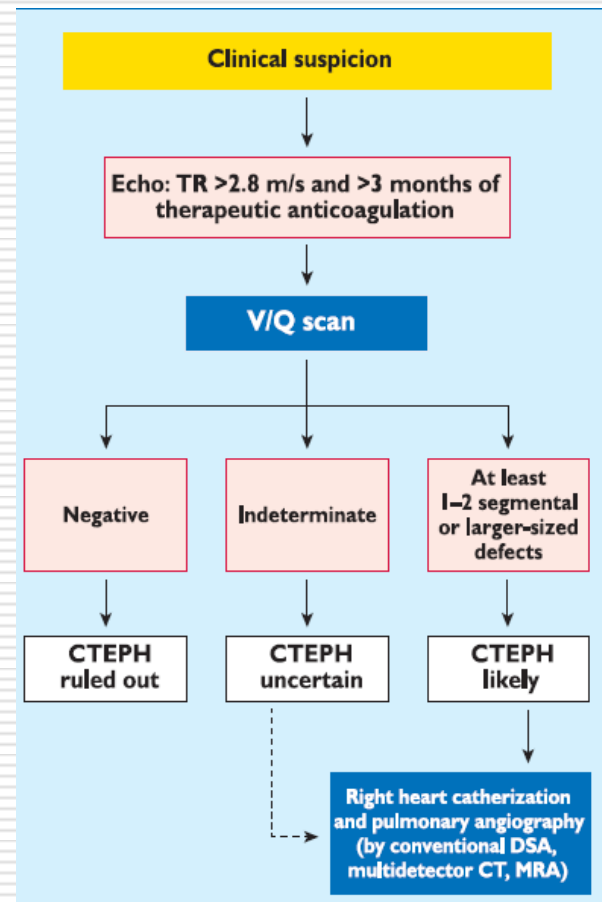 Clinical suspicion
Echo: TR >2.8 m/s and >3 months of
therapeutic anticoagulation
V/Q scan
Negative
Indeterminate
At least
1–2 segmental
or larger-sized
defects
CTEPH
ruled out
CTEPH
uncertain
CTEPH
likely
Right heart catherization
and pulmonary angiography
(by conventional DSA,
multidetector CT, MRA)